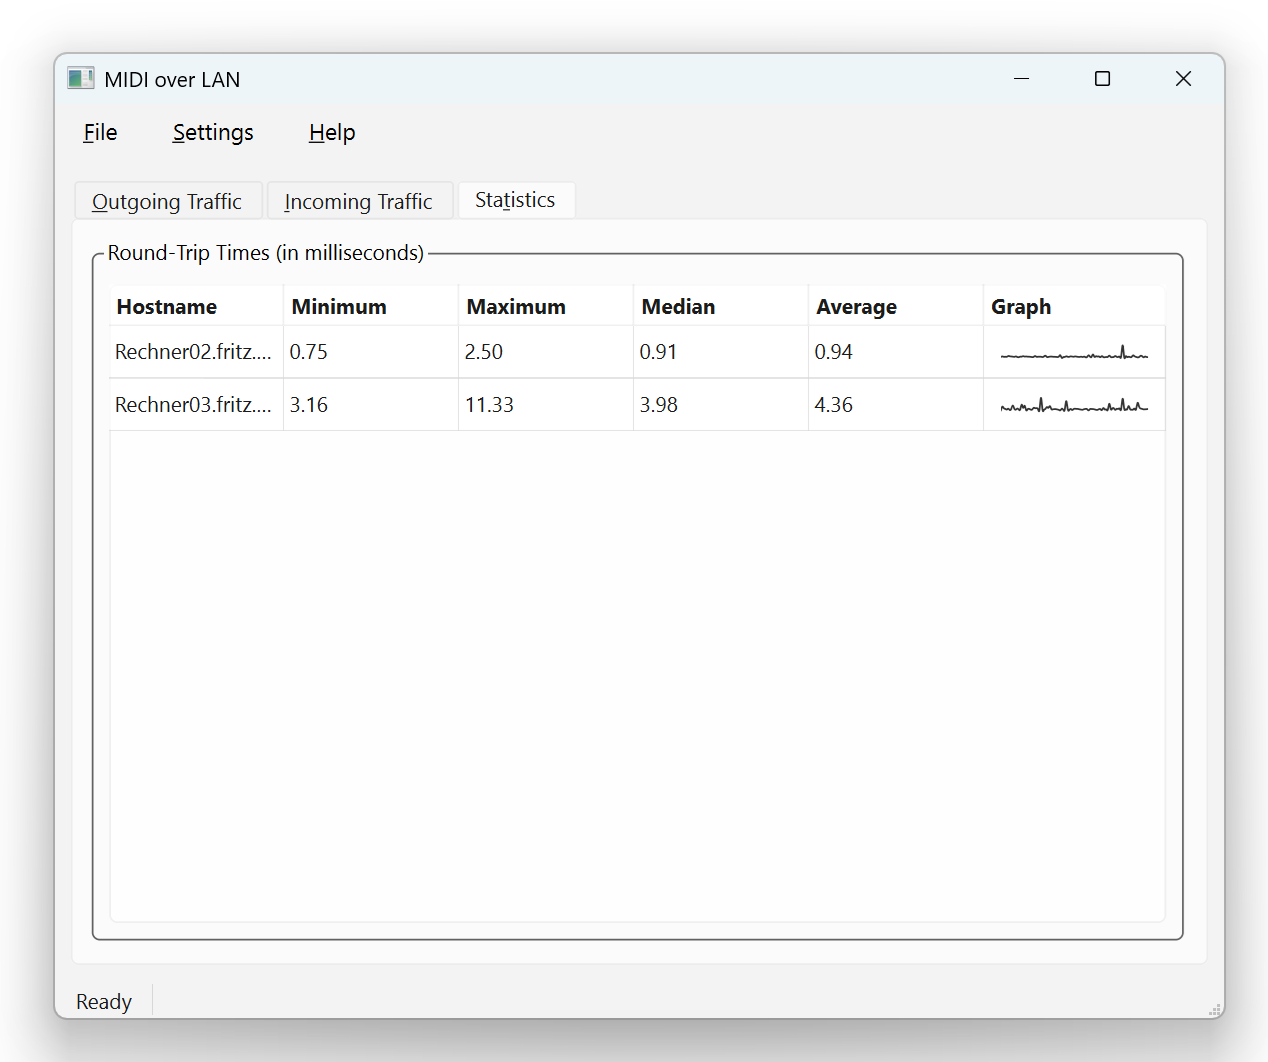 MIDI over LAN
File Settings Help
Outgoing Traffic Incoming Traffic Statistics
Round-Trip Times (in milliseconds)
Hostname Minimum Maximum Median Average Graph
Rechner02.fritz.... 0.75 2.50 0.91 0.94
Rechner03.fritz.... 3.16 11.33 3.98 4.36
Ready